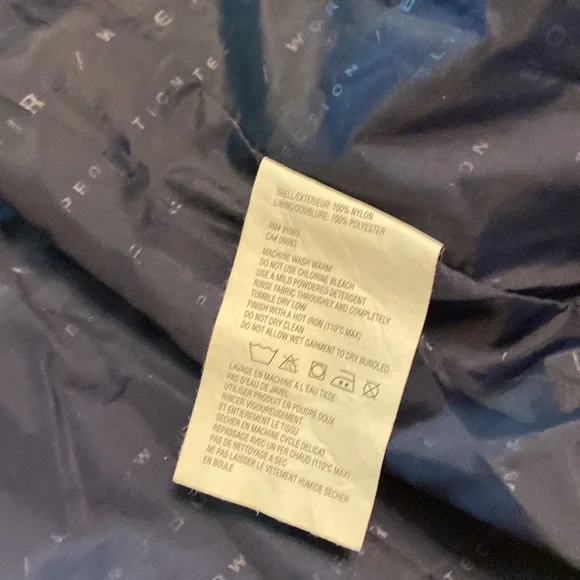 SHELL/EXTERIEUR: 100% NYLON
LINING/DOUBLURE: 100% POLYESTER
RN# 91063
CA# 06983
MACHINE WASH WARM
DO NOT USE CHLORINE BLEACH
USE A MILD POWDERED DETERGENT
RINSE FABRIC THROUGHLY AND COMPLETELY
TUMBLE DRY LOW
FINISH WITH A HOT IRON (110°C MAX)
DO NOT DRY CLEAN
DO NOT ALLOW WET GARMENT TO DRY BUNDLED
LAVAGE EN MACHINE A L'EAU TIEDE
PAS D'EAU DE JAVEL
UTILISER PRODUIT EN POUDRE DOUX
RINCER VIGOUREUSEMENT
ET ENTIEREMENT LE TISSU
SECHER EN MACHINE CYCLE DELICAT
REPASSAGE AVEC UN FER CHAUD (110°C MAX)
PAS DE NETTOYAGE A SEC
NE PAS LAISSER LE VETEMENT HUMIDE SECHER
EN BOULE